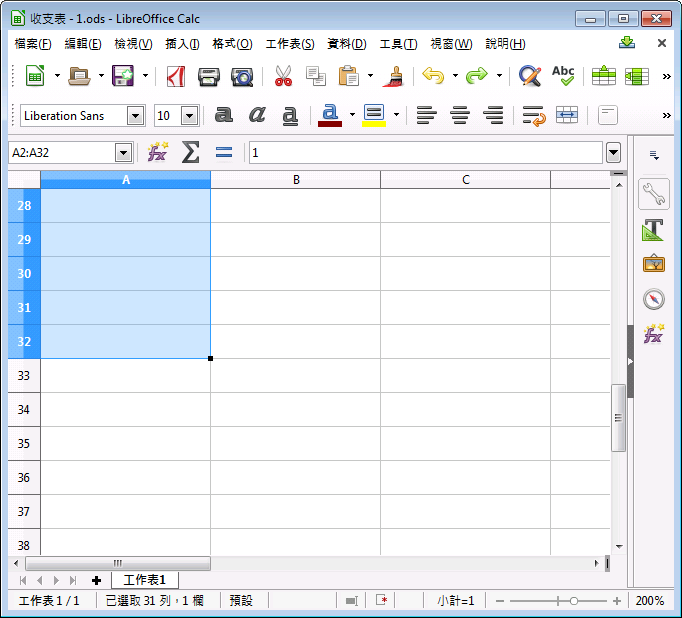 收支表 - 1.ods - LibreOffice Calc
檔案(F) 編輯(E) 檢視(V) 插入(I) 格式(O) 工作表(S) 資料(D) 工具(T) 視窗(W) 說明(H)
Abc
Liberation Sans 10 a a a a
A2:A32 fx Σ = 1
A B C
28
29
30
31
32
33
34
35
36
37
38
工作表1
工作表 1 / 1 已選取 31 列，1 欄 預設 小計=1 200%